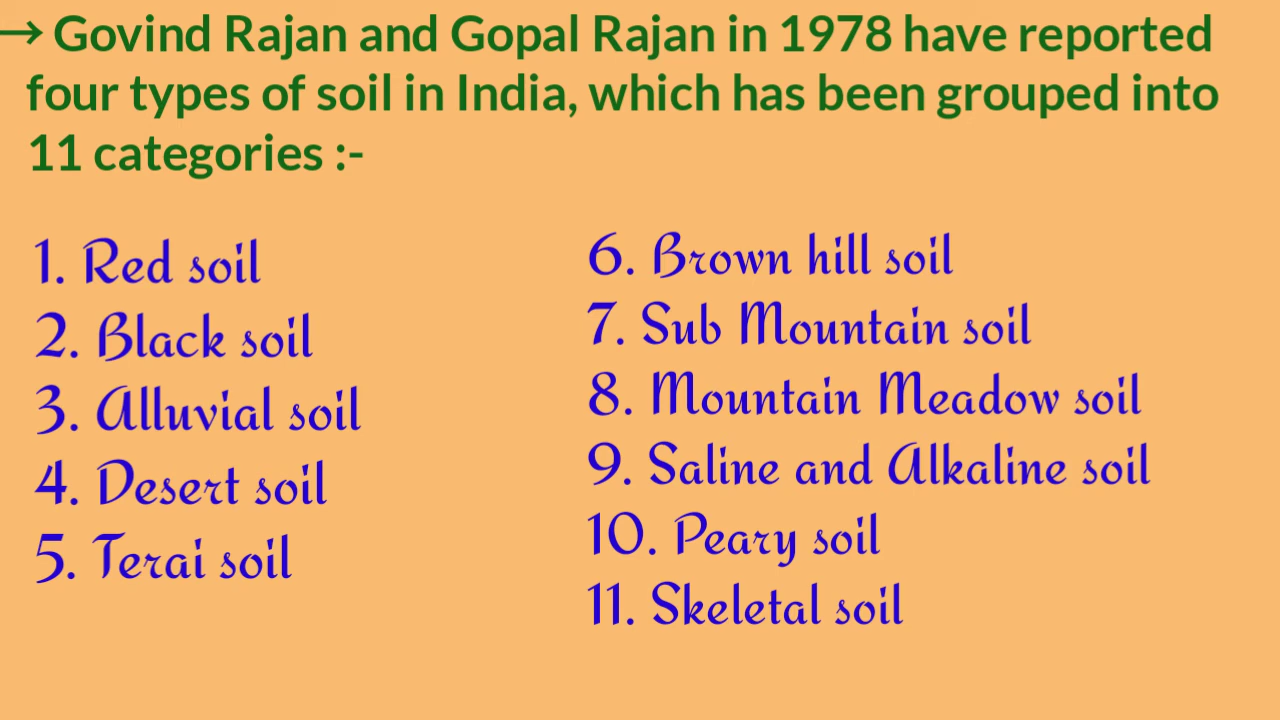 → Govind Rajan and Gopal Rajan in 1978 have reported
four types of soil in India, which has been grouped into
11 categories :-
1. Red soil
2. Black soil
3. Alluvial soil
4. Desert soil
5. Terai soil
6. Brown hill soil
7. Sub Mountain soil
8. Mountain Meadow soil
9. Saline and Alkaline soil
10. Peary soil
11. Skeletal soil